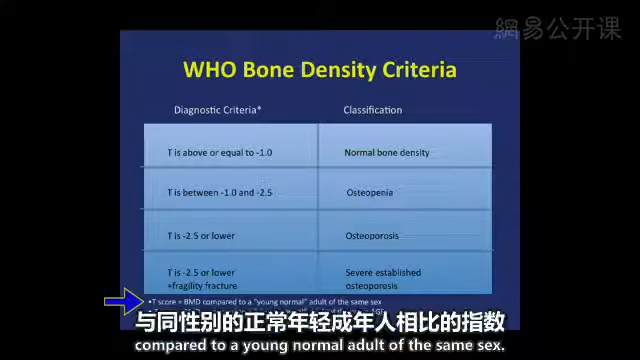 網易公开课
WHO Bone Density Criteria
Diagnostic Criteria* Classification
T is above or equal to -1.0 Normal bone density
T is between -1.0 and -2.5 Osteopenia
T is -2.5 or lower Osteoporosis
T is -2.5 or lower Severe established
+fragility fracture osteoporosis
•T score = BMD compared to a "young normal" adult of the same sex
与同性别的正常年轻成年人相比的指数
compared to a young normal adult of the same sex.